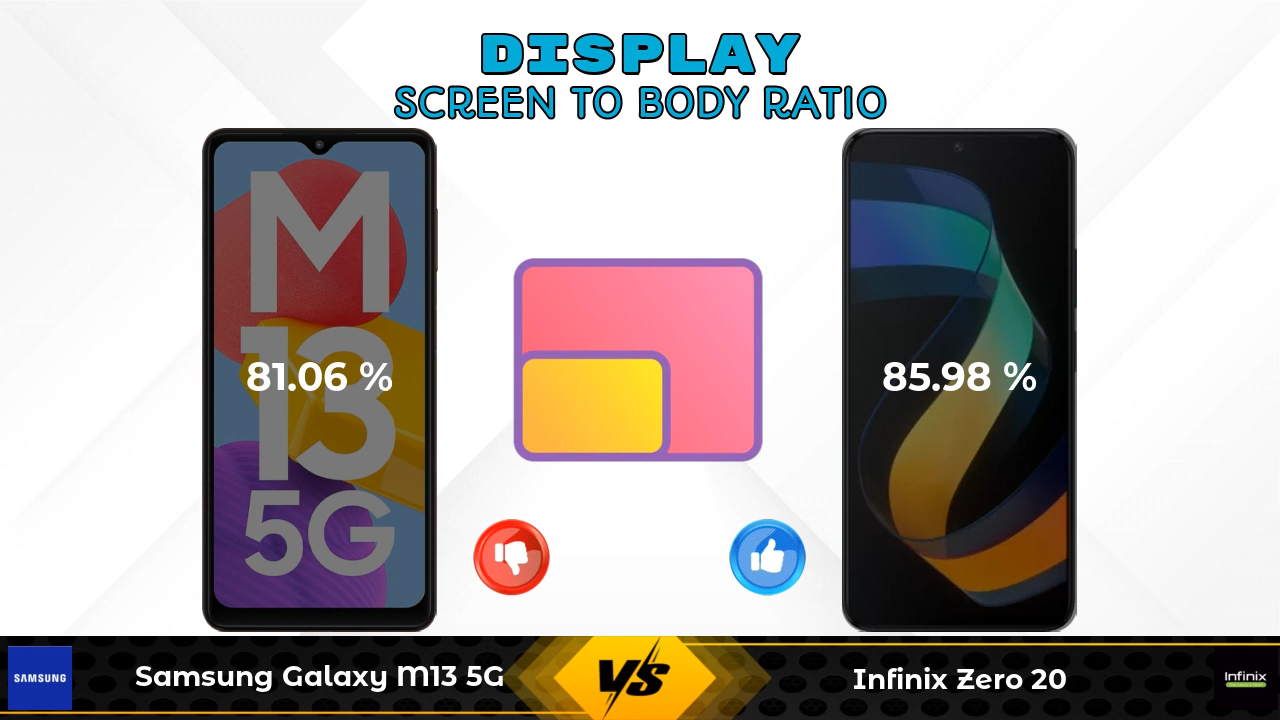 DISPLAY
SCREEN TO BODY RATIO
M
13
5G
81.06 %
85.98 %
SAMSUNG
Samsung Galaxy M13 5G
VS
Infinix Zero 20
Infinix